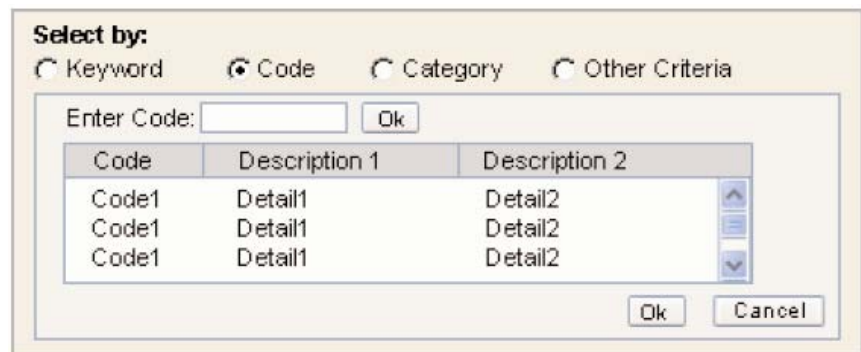 Select by:
Keyword Code Category Other Criteria
Enter Code: Ok
Code Description 1 Description 2
Code1 Detail1 Detail2
Code1 Detail1 Detail2
Code1 Detail1 Detail2
Ok Cancel